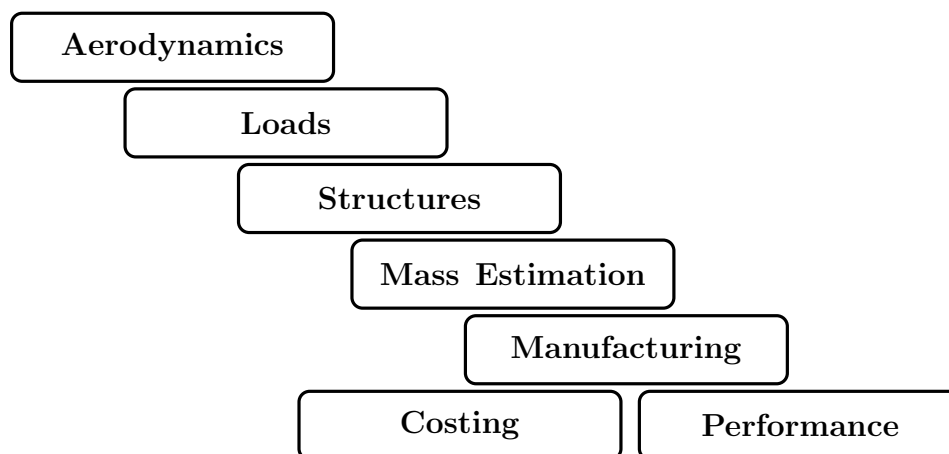 Aerodynamics
Loads
Structures
Mass Estimation
Manufacturing
Costing
Performance